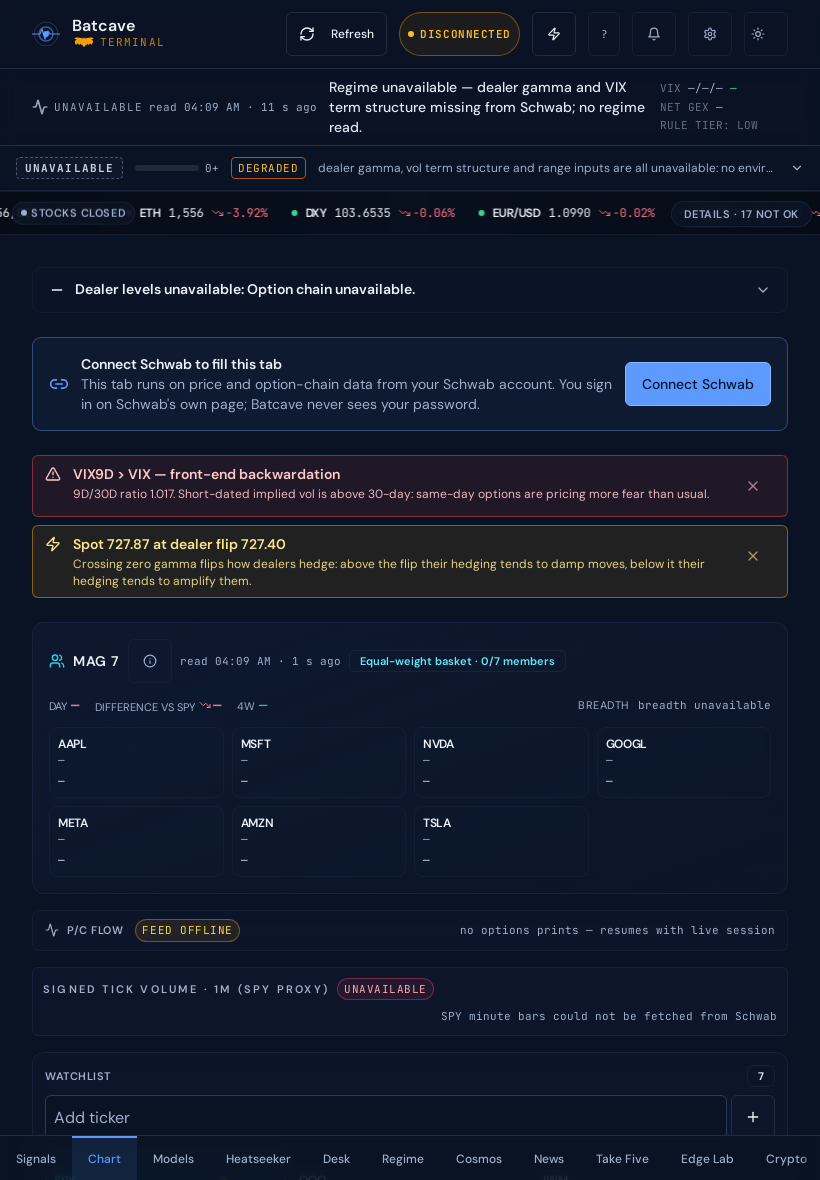 Batcave
TERMINAL
Refresh
DISCONNECTED
?
UNAVAILABLE read 04:09 AM · 11 s ago
Regime unavailable — dealer gamma and VIX
term structure missing from Schwab; no regime
read.
VIX —/—/— —
NET GEX —
RULE TIER: LOW
UNAVAILABLE
0+
DEGRADED
dealer gamma, vol term structure and range inputs are all unavailable: no envir…
STOCKS CLOSED
ETH 1,556 -3.92%
DXY 103.6535 -0.06%
EUR/USD 1.0990 -0.02%
DETAILS · 17 NOT OK
Dealer levels unavailable: Option chain unavailable.
Connect Schwab to fill this tab
This tab runs on price and option-chain data from your Schwab account. You sign
in on Schwab's own page; Batcave never sees your password.
Connect Schwab
VIX9D > VIX — front-end backwardation
9D/30D ratio 1.017. Short-dated implied vol is above 30-day: same-day options are pricing more fear than usual.
Spot 727.87 at dealer flip 727.40
Crossing zero gamma flips how dealers hedge: above the flip their hedging tends to damp moves, below it their
hedging tends to amplify them.
MAG 7
read 04:09 AM · 1 s ago
Equal-weight basket · 0/7 members
DAY —
DIFFERENCE VS SPY —
4W —
BREADTH breadth unavailable
AAPL
—
—
MSFT
—
—
NVDA
—
—
GOOGL
—
—
META
—
—
AMZN
—
—
TSLA
—
—
P/C FLOW
FEED OFFLINE
no options prints — resumes with live session
SIGNED TICK VOLUME · 1M (SPY PROXY)
UNAVAILABLE
SPY minute bars could not be fetched from Schwab
WATCHLIST
7
Add ticker
+
Signals
Chart
Models
Heatseeker
Desk
Regime
Cosmos
News
Take Five
Edge Lab
Crypto